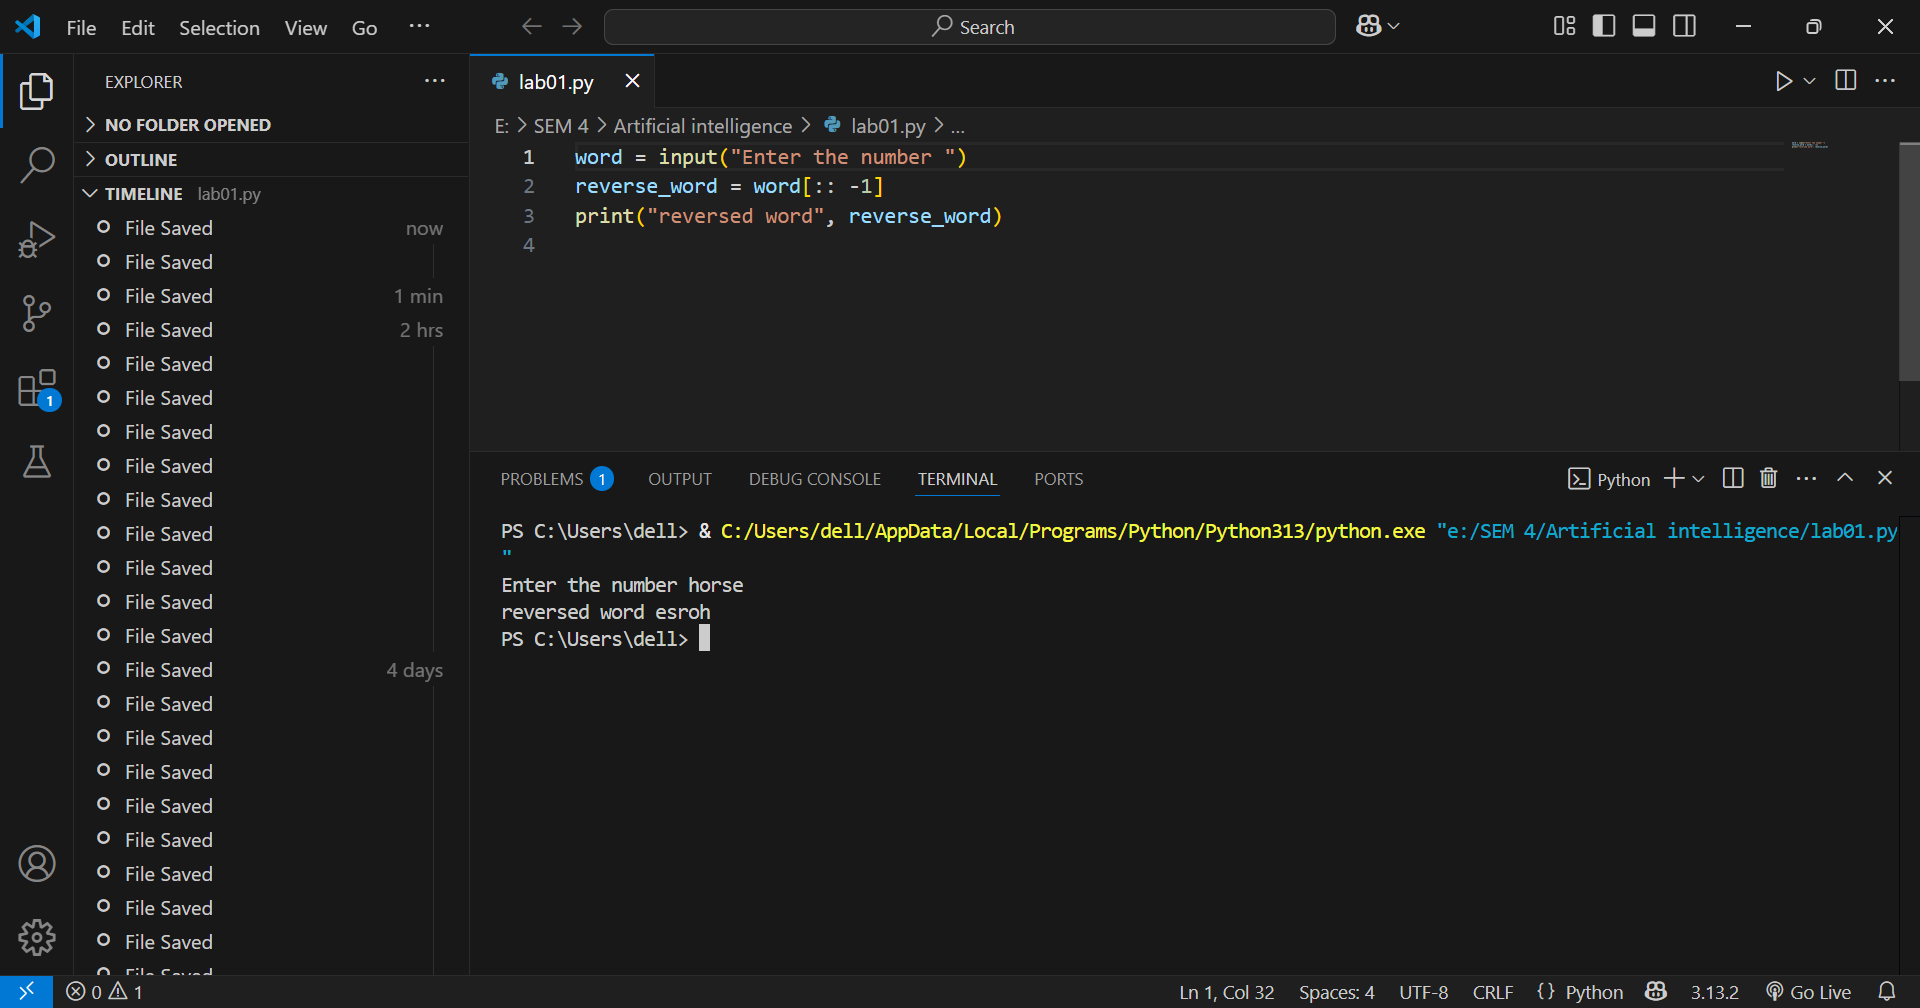 File Edit Selection View Go ··· Search
EXPLORER ···
NO FOLDER OPENED
OUTLINE
TIMELINE lab01.py
File Saved now
File Saved
File Saved 1 min
File Saved 2 hrs
File Saved
File Saved
File Saved
File Saved
File Saved
File Saved
File Saved
File Saved
File Saved
File Saved 4 days
File Saved
File Saved
File Saved
File Saved
File Saved
File Saved
File Saved
File Saved
File Saved
1
lab01.py
E: > SEM 4 > Artificial intelligence > lab01.py > ...
1 word = input("Enter the number ")
2 reverse_word = word[:: -1]
3 print("reversed word", reverse_word)
4
PROBLEMS 1 OUTPUT DEBUG CONSOLE TERMINAL PORTS Python
PS C:\Users\dell> & C:/Users/dell/AppData/Local/Programs/Python/Python313/python.exe "e:/SEM 4/Artificial intelligence/lab01.py
"
Enter the number horse
reversed word esroh
PS C:\Users\dell>
0 1 Ln 1, Col 32 Spaces: 4 UTF-8 CRLF {} Python 3.13.2 Go Live